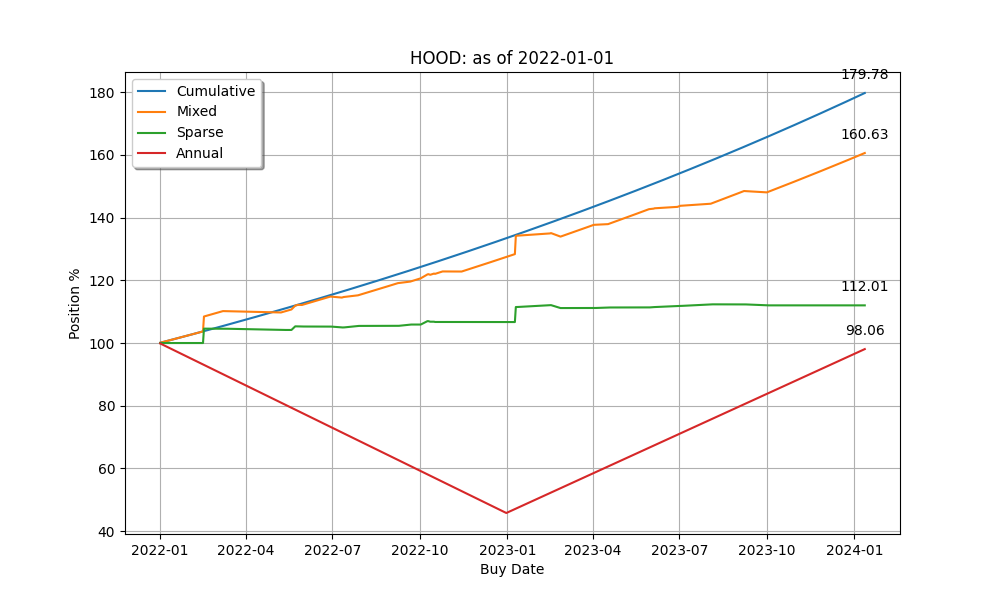 HOOD: as of 2022-01-01
179.78
180
Cumulative
Mixed
Sparse
Annual
160.63
160
140
120
112.01
100
98.06
80
60
40
Position %
2022-01 2022-04 2022-07 2022-10 2023-01 2023-04 2023-07 2023-10 2024-01
Buy Date